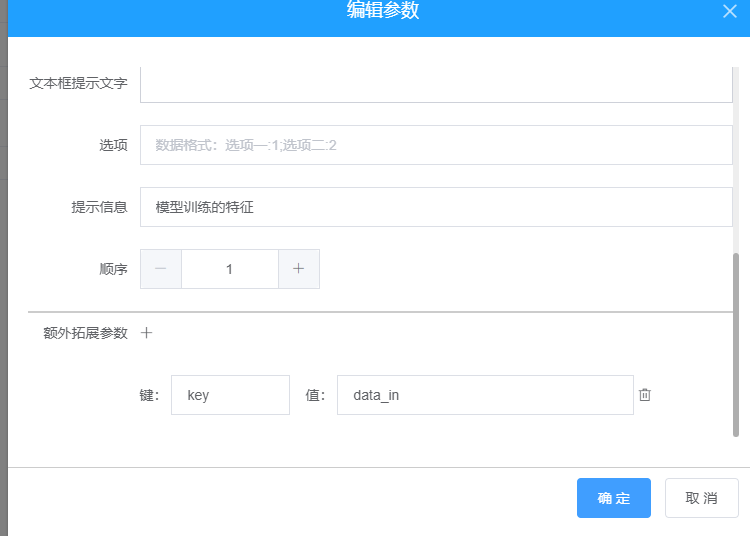 编辑参数
文本框提示文字
选项 数据格式：选项一:1;选项二:2
提示信息 模型训练的特征
顺序 1
额外拓展参数
键： key 值： data_in
确定 取消